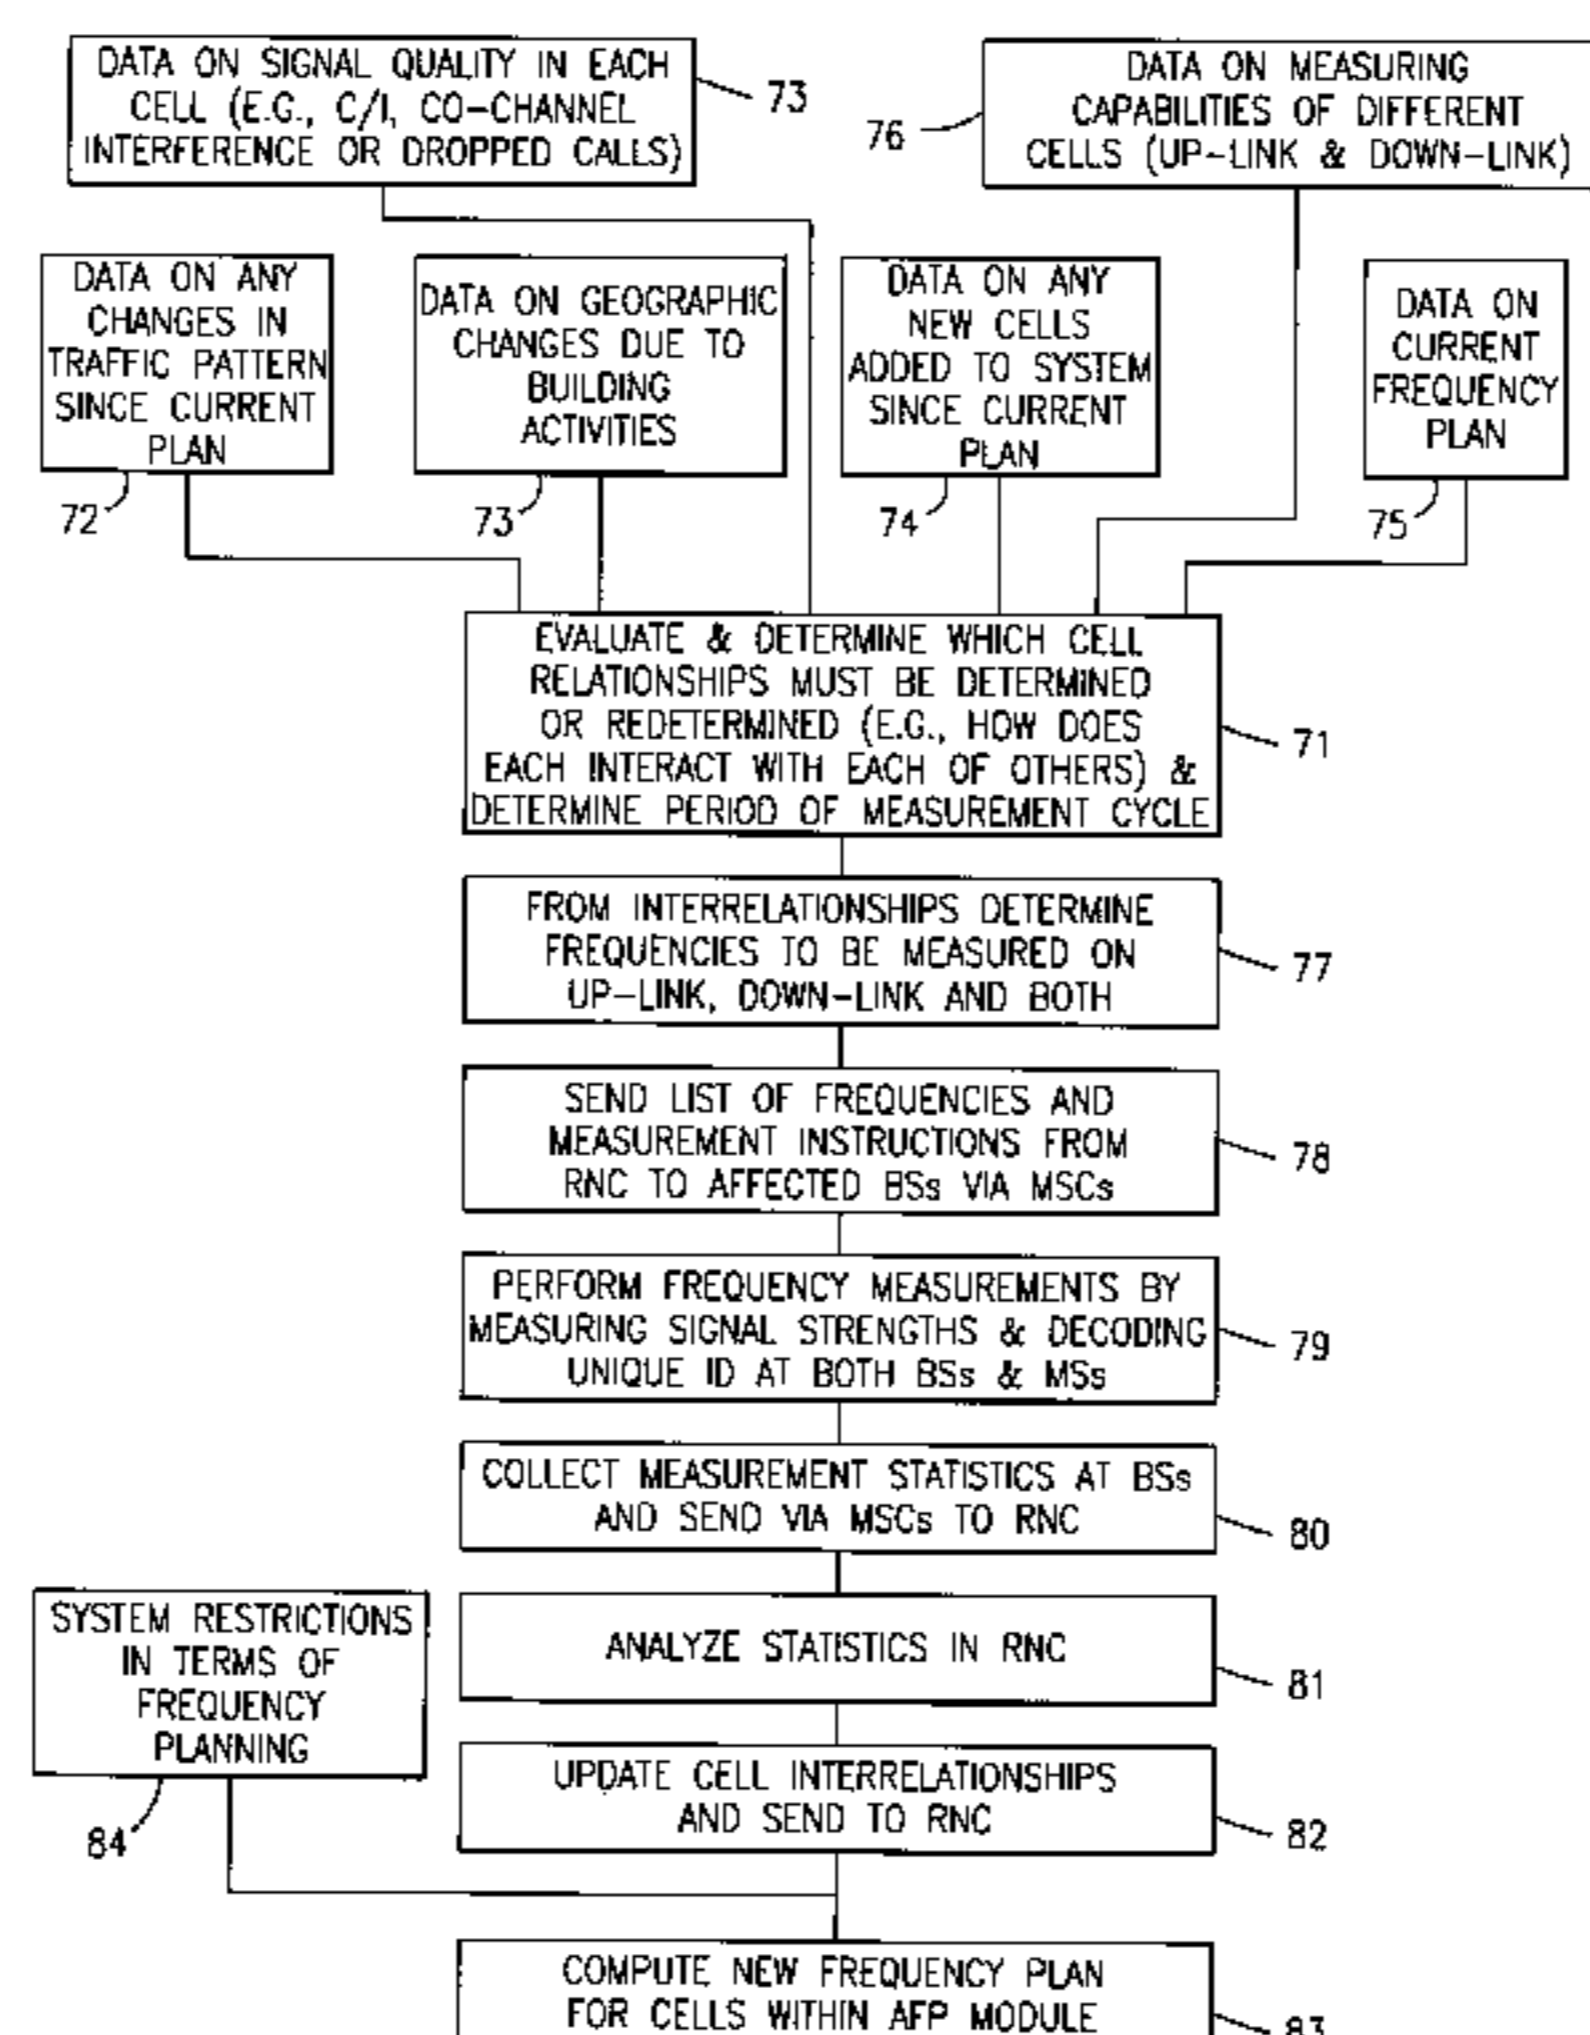 DATA ON SIGNAL QUALITY IN EACH
CELL (E.G., C/I, CO-CHANNEL
INTERFERENCE OR DROPPED CALLS)
73
DATA ON MEASURING
CAPABILITIES OF DIFFERENT
CELLS (UP-LINK & DOWN-LINK)
76
DATA ON ANY
CHANGES IN
TRAFFIC PATTERN
SINCE CURRENT
PLAN
72
DATA ON GEOGRAPHIC
CHANGES DUE TO
BUILDING
ACTIVITIES
73
DATA ON ANY
NEW CELLS
ADDED TO SYSTEM
SINCE CURRENT
PLAN
74
DATA ON
CURRENT
FREQUENCY
PLAN
75
EVALUATE & DETERMINE WHICH CELL
RELATIONSHIPS MUST BE DETERMINED
OR REDETERMINED (E.G., HOW DOES
EACH INTERACT WITH EACH OF OTHERS) &
DETERMINE PERIOD OF MEASUREMENT CYCLE
71
FROM INTERRELATIONSHIPS DETERMINE
FREQUENCIES TO BE MEASURED ON
UP-LINK, DOWN-LINK AND BOTH
77
SEND LIST OF FREQUENCIES AND
MEASUREMENT INSTRUCTIONS FROM
RNC TO AFFECTED BSs VIA MSCs
78
PERFORM FREQUENCY MEASUREMENTS BY
MEASURING SIGNAL STRENGTHS & DECODING
UNIQUE ID AT BOTH BSs & MSs
79
COLLECT MEASUREMENT STATISTICS AT BSs
AND SEND VIA MSCs TO RNC
80
SYSTEM RESTRICTIONS
IN TERMS OF
FREQUENCY
PLANNING
84
ANALYZE STATISTICS IN RNC
81
UPDATE CELL INTERRELATIONSHIPS
AND SEND TO RNC
82
COMPUTE NEW FREQUENCY PLAN
FOR CELLS WITHIN AFP MODULE
83